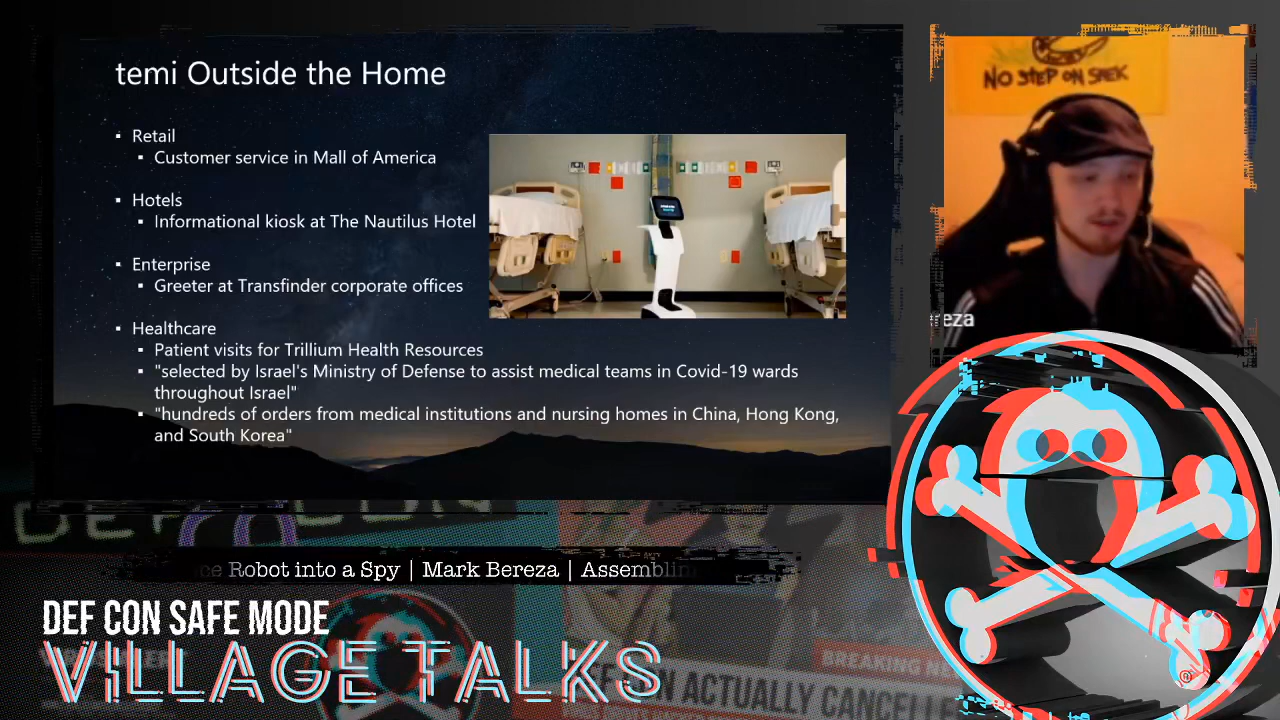 temi Outside the Home
▪ Retail
▪ Customer service in Mall of America
▪ Hotels
▪ Informational kiosk at The Nautilus Hotel
▪ Enterprise
▪ Greeter at Transfinder corporate offices
▪ Healthcare
▪ Patient visits for Trillium Health Resources
▪ "selected by Israel's Ministry of Defense to assist medical teams in Covid-19 wards
throughout Israel"
▪ "hundreds of orders from medical institutions and nursing homes in China, Hong Kong,
and South Korea"
NO STEP ON SNEK
eza
DEF CON
Robot into a Spy | Mark Bereza | Assemblin
DEF CON SAFE MODE
VILLAGE TALKS
BREAKING NE
CON ACTUALLY CANCELLE
®